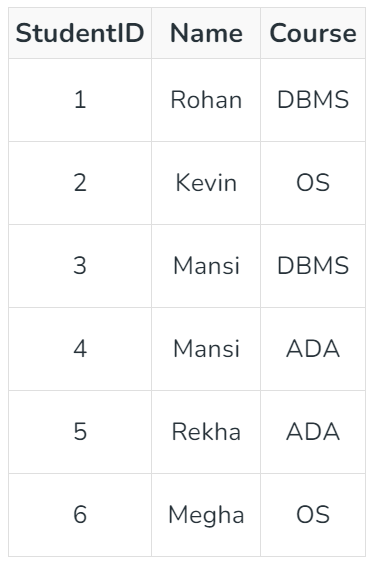 StudentID Name Course
1 Rohan DBMS
2 Kevin OS
3 Mansi DBMS
4 Mansi ADA
5 Rekha ADA
6 Megha OS